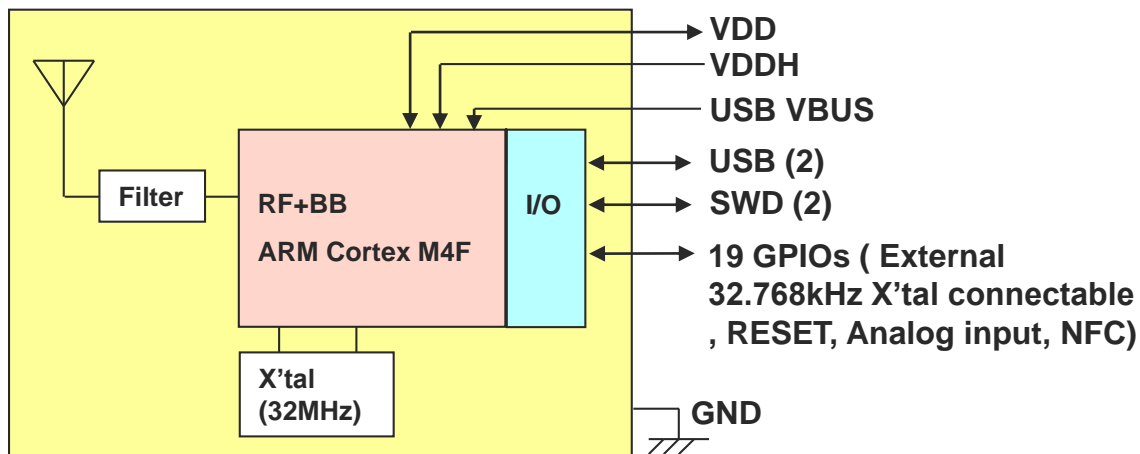 VDD
VDDH
USB VBUS
USB (2)
SWD (2)
Filter
RF+BB
ARM Cortex M4F
I/O
19 GPIOs ( External
32.768kHz X’tal connectable
, RESET, Analog input, NFC)
X’tal
(32MHz)
GND